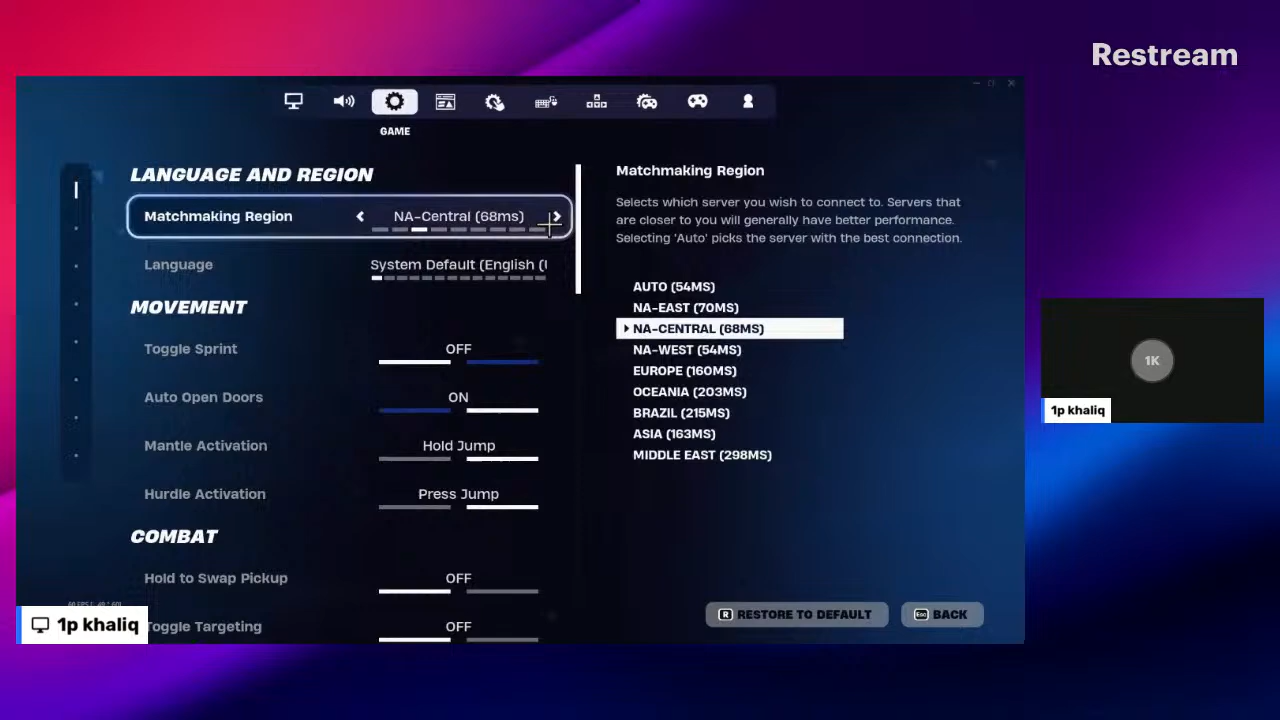 Restream
GAME
LANGUAGE AND REGION
Matchmaking Region
NA-Central (68ms)
Language
System Default (English (
MOVEMENT
Toggle Sprint
OFF
Auto Open Doors
ON
Mantle Activation
Hold Jump
Hurdle Activation
Press Jump
COMBAT
Hold to Swap Pickup
OFF
Toggle Targeting
OFF
Matchmaking Region
Selects which server you wish to connect to. Servers
that are closer to you will generally have better performance.
Selecting 'Auto' picks the server with the best connection.
AUTO (54MS)
NA-EAST (70MS)
NA-CENTRAL (68MS)
NA-WEST (54MS)
EUROPE (160MS)
OCEANIA (203MS)
BRAZIL (215MS)
ASIA (163MS)
MIDDLE EAST (298MS)
R RESTORE TO DEFAULT
Esc BACK
1p khaliq
1K
1p khaliq